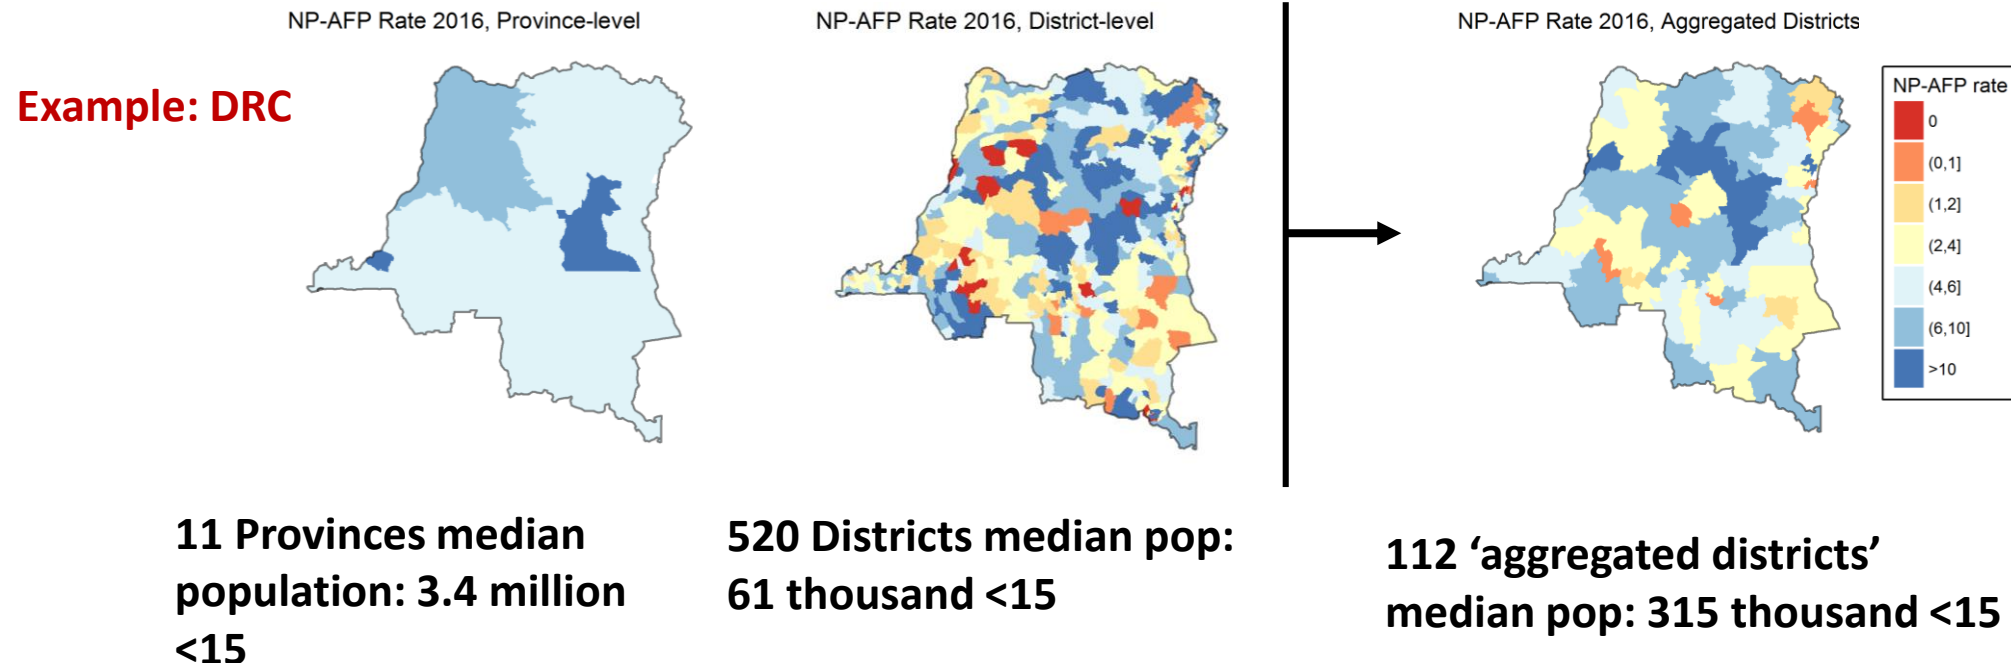 NP-AFP Rate 2016, Province-level
NP-AFP Rate 2016, District-level
NP-AFP Rate 2016, Aggregated Districts
Example: DRC
NP-AFP rate
0
(0,1]
(1,2]
(2,4]
(4,6]
(6,10]
>10
11 Provinces median
population: 3.4 million
<15
520 Districts median pop:
61 thousand <15
112 ‘aggregated districts’
median pop: 315 thousand <15